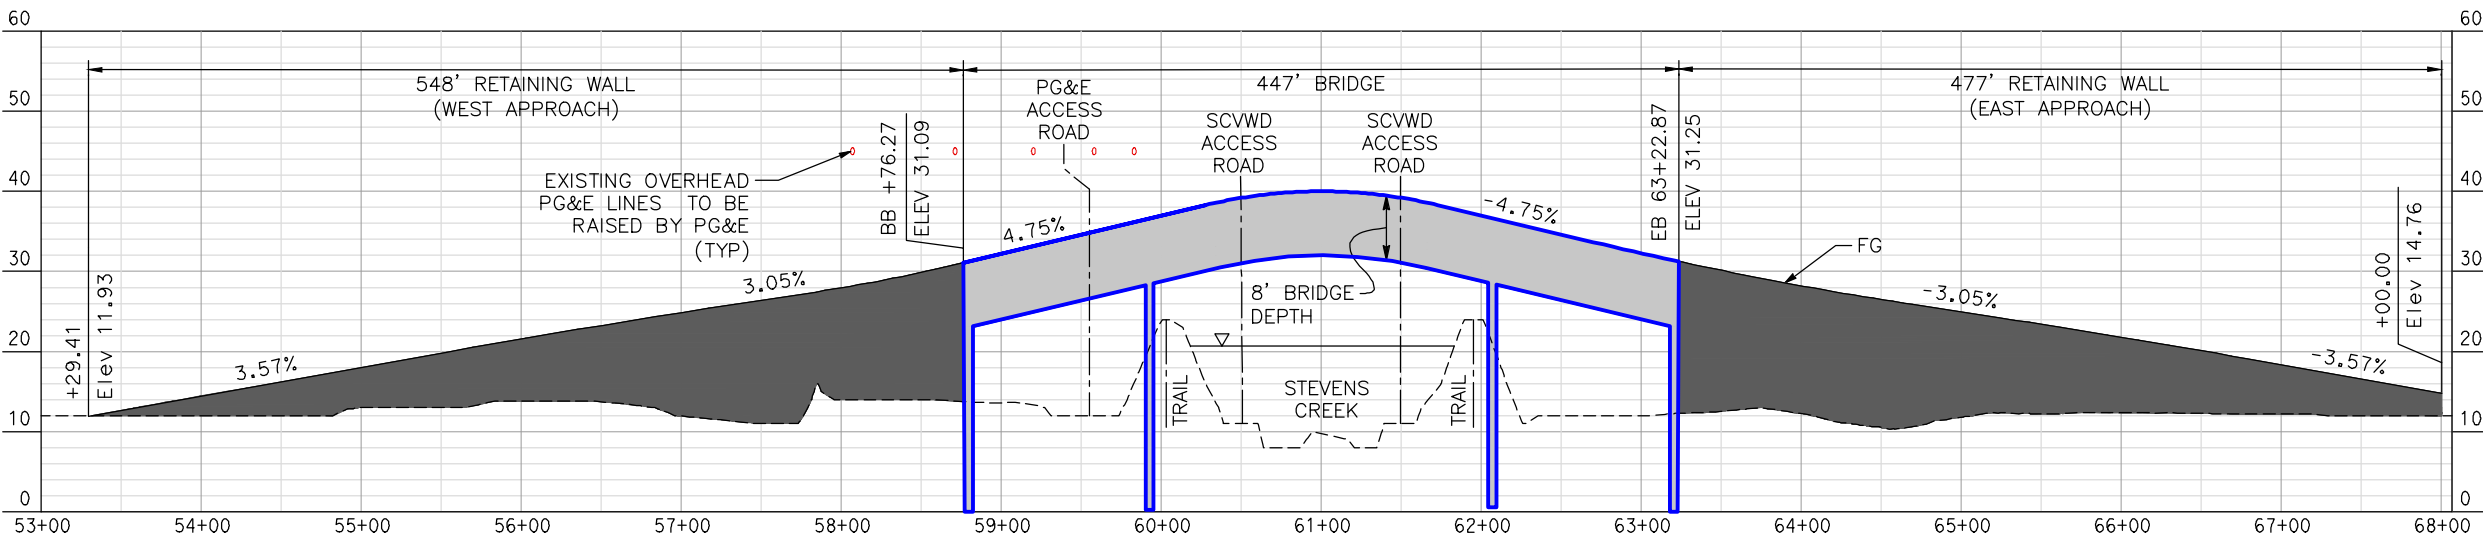 60
60
548' RETAINING WALL
(WEST APPROACH)
PG&E
ACCESS
ROAD
447' BRIDGE
477' RETAINING WALL
(EAST APPROACH)
50
50
BB +76.27
ELEV 31.09
SCVWD
ACCESS
ROAD
SCVWD
ACCESS
ROAD
EB 63+22.87
ELEV 31.25
EXISTING OVERHEAD
PG&E LINES TO BE
RAISED BY PG&E
(TYP)
40
40
4.75%
-4.75%
FG
+29.41
Elev 11.93
3.05%
30
30
8' BRIDGE
DEPTH
-3.05%
+00.00
Elev 14.76
20
20
3.57%
-3.57%
TRAIL
STEVENS
CREEK
TRAIL
10
10
0
0
53+00
54+00
55+00
56+00
57+00
58+00
59+00
60+00
61+00
62+00
63+00
64+00
65+00
66+00
67+00
68+00